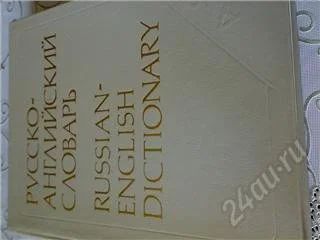 РУССКО-
АНГЛИЙСКИЙ
СЛОВАРЬ
RUSSIAN-
ENGLISH
DICTIONARY
24au.ru